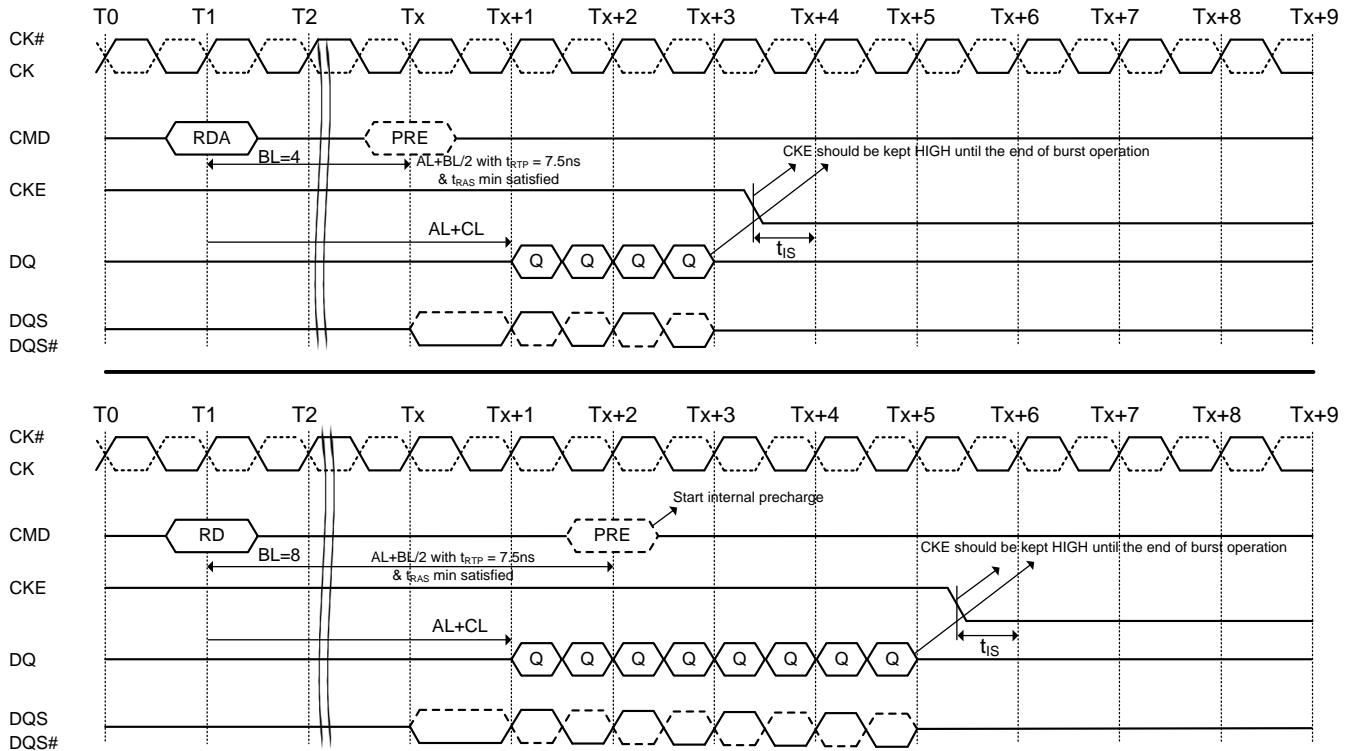 T0 T1 T2 Tx Tx+1 Tx+2 Tx+3 Tx+4 Tx+5 Tx+6 Tx+7 Tx+8 Tx+9
CK#
CK
CMD RDA PRE
BL=4 AL+BL/2 with tRTP = 7.5ns
& tRAS min satisfied
CKE should be kept HIGH until the end of burst operation
CKE
AL+CL
tIS
DQ Q Q Q Q
DQS
DQS#
T0 T1 T2 Tx Tx+1 Tx+2 Tx+3 Tx+4 Tx+5 Tx+6 Tx+7 Tx+8 Tx+9
CK#
CK
Start internal precharge
CMD RD PRE
BL=8 AL+BL/2 with tRTP = 7.5ns
& tRAS min satisfied
CKE should be kept HIGH until the end of burst operation
CKE
AL+CL
tIS
DQ Q Q Q Q Q Q Q Q
DQS
DQS#